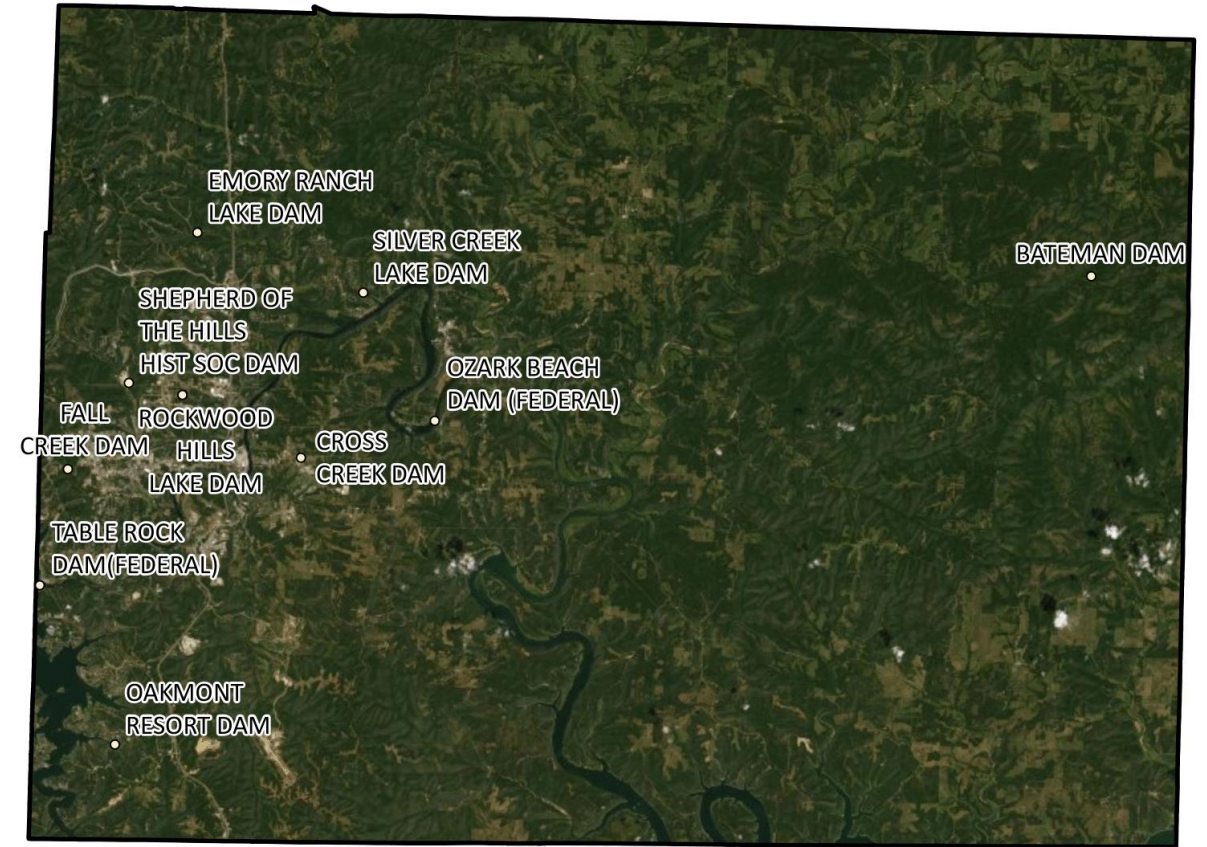 EMORY RANCH
LAKE DAM
SILVER CREEK
LAKE DAM
BATEMAN DAM
SHEPHERD OF
THE HILLS
HIST SOC DAM
OZARK BEACH
DAM (FEDERAL)
FALL
CREEK DAM
ROCKWOOD
HILLS
LAKE DAM
CROSS
CREEK DAM
TABLE ROCK
DAM(FEDERAL)
OAKMONT
RESORT DAM